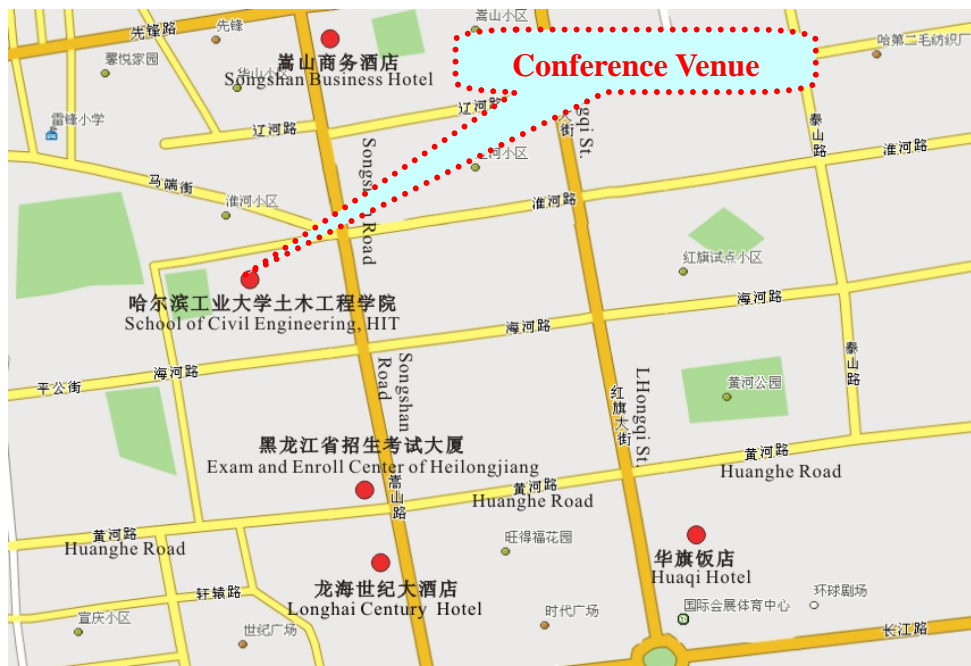 先锋路
先锋
嵩山小区
哈第二毛纺织厂
馨悦家园
嵩山商务酒店
华山小区
Songshan Business Hotel
Conference Venue
雷锋小学
辽河路
辽河路
大街
gqi St.
泰山路
淮河路
马端街
淮河小区
Songsh
n Road
河小区
淮河路
红旗试点小区
哈尔滨工业大学土木工程学院
School of Civil Engineering, HIT
海河路
海河路
海河路
平公街
Songshan
Road
泰山路
黄河公园
红旗大街
LHongqi St.
黑龙江省招生考试大厦
Exam and Enroll Center of Heilongjiang
嵩山路
黄河路
Huanghe Road
黄河路
Huanghe Road
黄河路
Huanghe Road
旺得福花园
华旗饭店
Huaqi Hotel
龙海世纪大酒店
Longhai Century Hotel
轩辕路
宣庆小区
世纪广场
时代广场
国际会展体育中心
环球剧场
长江路